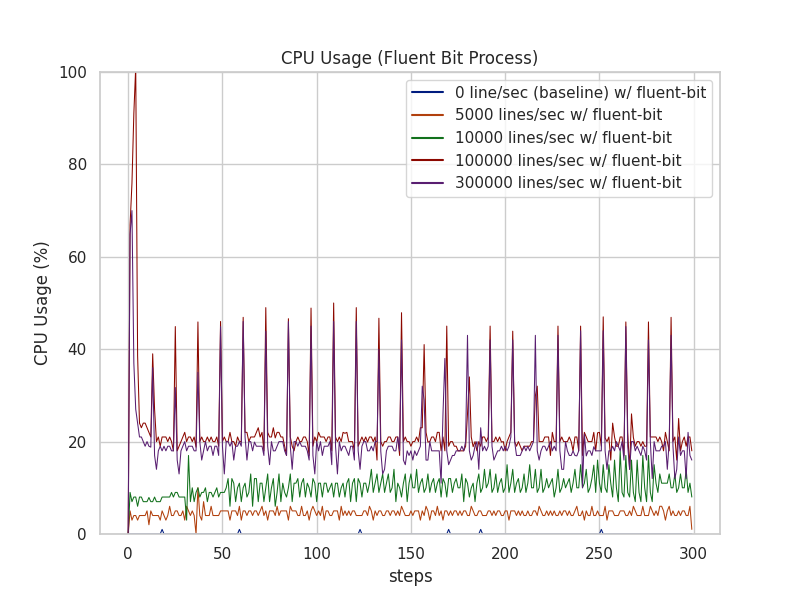 CPU Usage (Fluent Bit Process)
100
80
60
40
20
0
CPU Usage (%)
0 line/sec (baseline) w/ fluent-bit
5000 lines/sec w/ fluent-bit
10000 lines/sec w/ fluent-bit
100000 lines/sec w/ fluent-bit
300000 lines/sec w/ fluent-bit
0 50 100 150 200 250 300
steps